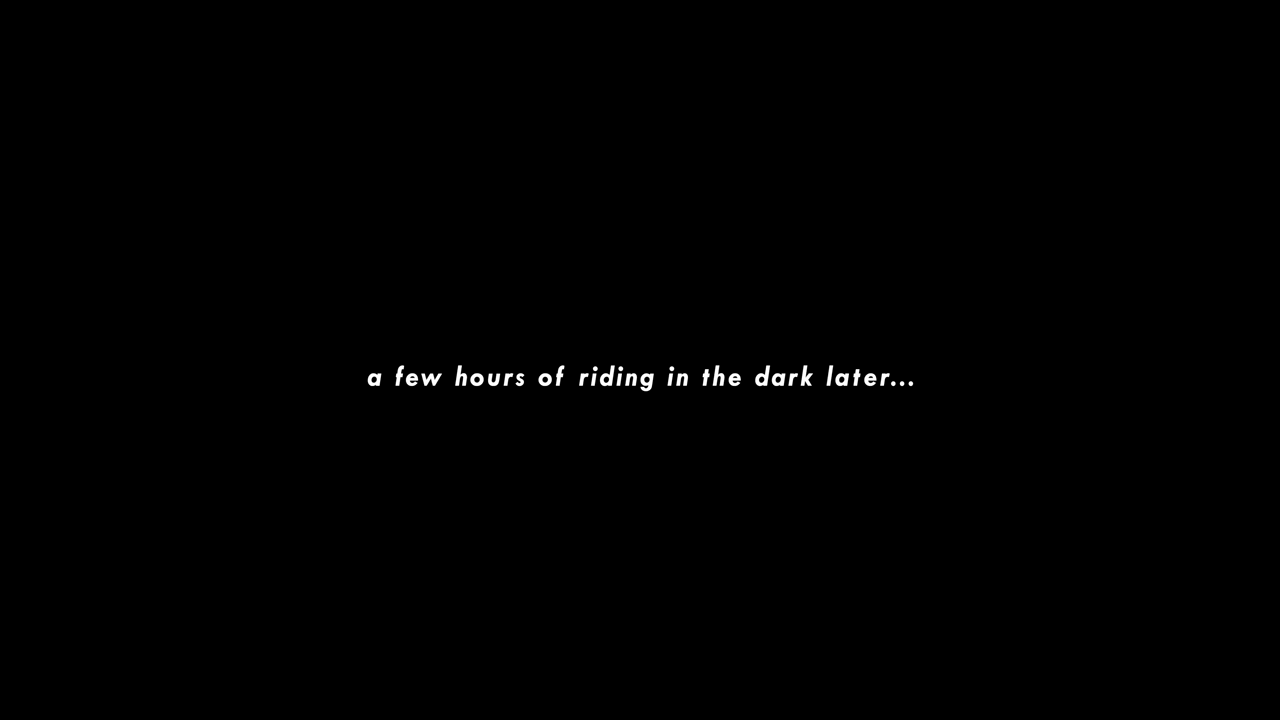 a few hours of riding in the dark later...